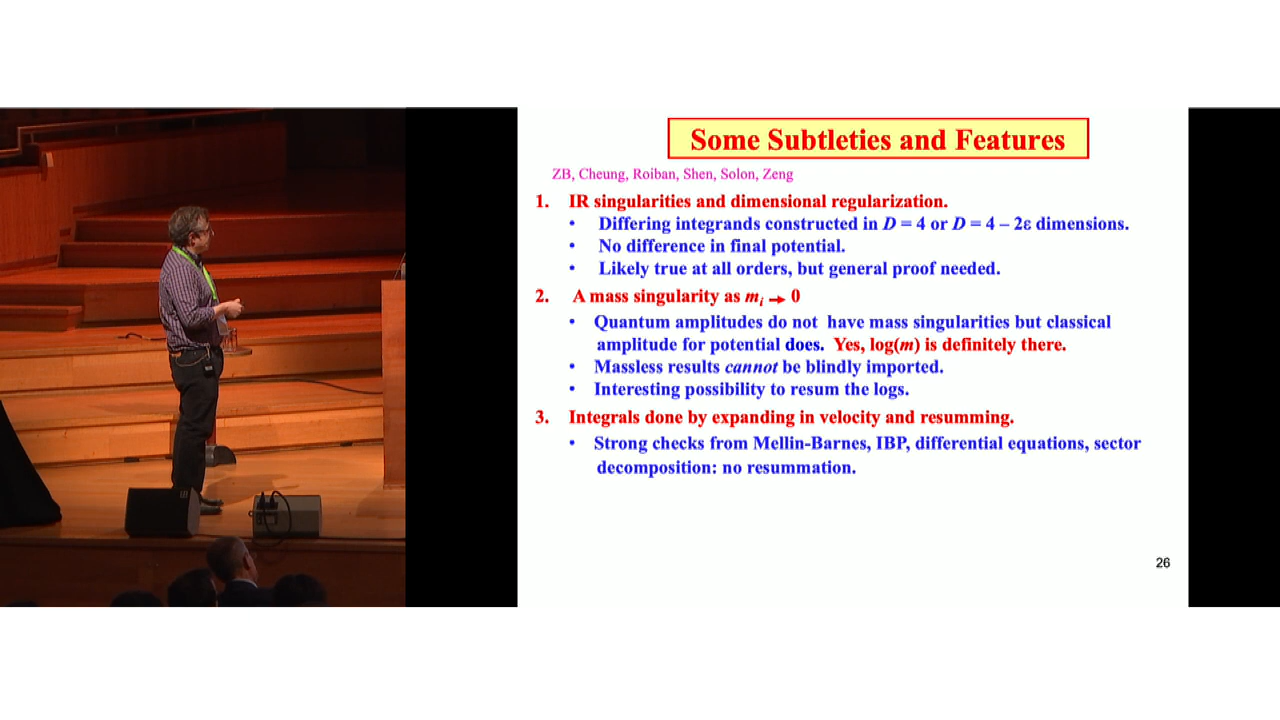 Some Subtleties and Features
ZB, Cheung, Roiban, Shen, Solon, Zeng
1. IR singularities and dimensional regularization.
• Differing integrands constructed in D = 4 or D = 4 – 2ε dimensions.
• No difference in final potential.
• Likely true at all orders, but general proof needed.
2. A mass singularity as mᵢ → 0
• Quantum amplitudes do not have mass singularities but classical
amplitude for potential does. Yes, log(m) is definitely there.
• Massless results cannot be blindly imported.
• Interesting possibility to resum the logs.
3. Integrals done by expanding in velocity and resumming.
• Strong checks from Mellin-Barnes, IBP, differential equations, sector
decomposition: no resummation.
26